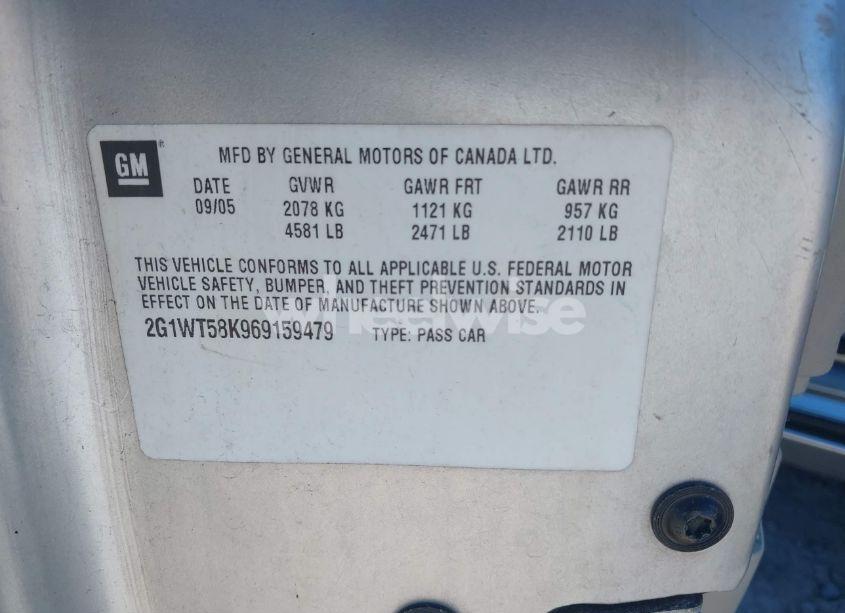 GM
MFD BY GENERAL MOTORS OF CANADA LTD.
DATE GVWR GAWR FRT GAWR RR
09/05 2078 KG 1121 KG 957 KG
4581 LB 2471 LB 2110 LB
THIS VEHICLE CONFORMS TO ALL APPLICABLE U.S. FEDERAL MOTOR
VEHICLE SAFETY, BUMPER, AND THEFT PREVENTION STANDARDS IN
EFFECT ON THE DATE OF MANUFACTURE SHOWN ABOVE.
2G1WT58K969159479 TYPE: PASS CAR
wheelwise